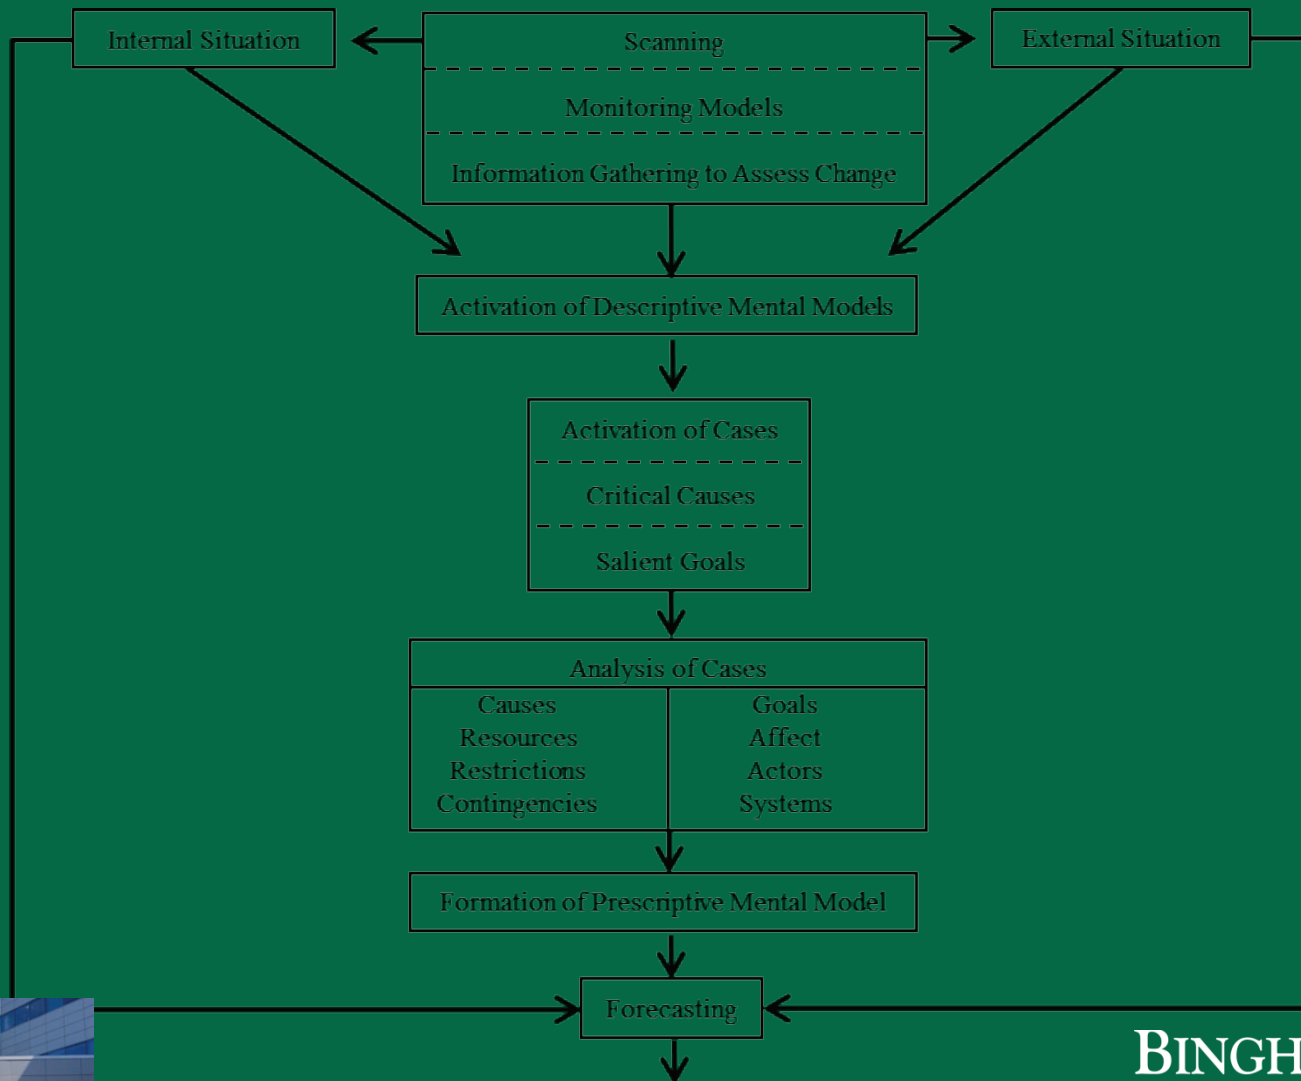 Internal Situation
Scanning
External Situation
Monitoring Models
Information Gathering to Assess Change
Activation of Descriptive Mental Models
Activation of Cases
Critical Causes
Salient Goals
Analysis of Cases
Causes
Resources
Restrictions
Contingencies
Goals
Affect
Actors
Systems
Formation of Prescriptive Mental Model
Forecasting
BINGH